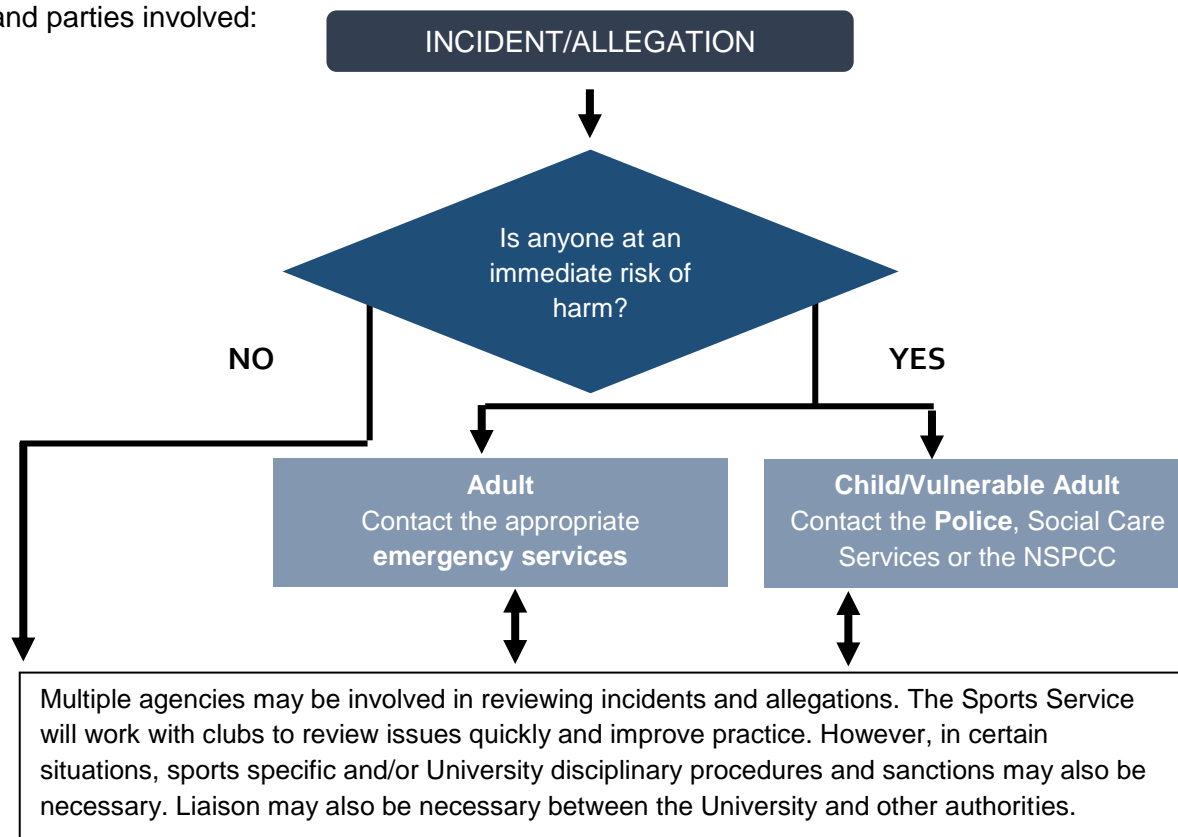 and parties involved:
INCIDENT/ALLEGATION
Is anyone at an
immediate risk of
harm?
NO
YES
Adult
Contact the appropriate
emergency services
Child/Vulnerable Adult
Contact the Police, Social Care
Services or the NSPCC
Multiple agencies may be involved in reviewing incidents and allegations. The Sports Service
will work with clubs to review issues quickly and improve practice. However, in certain
situations, sports specific and/or University disciplinary procedures and sanctions may also be
necessary. Liaison may also be necessary between the University and other authorities.